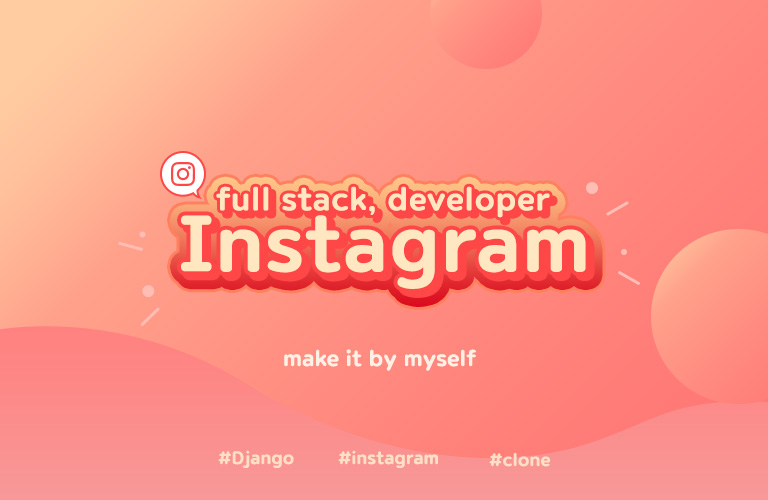 full stack, developer
Instagram
make it by myself
#Django #instagram #clone